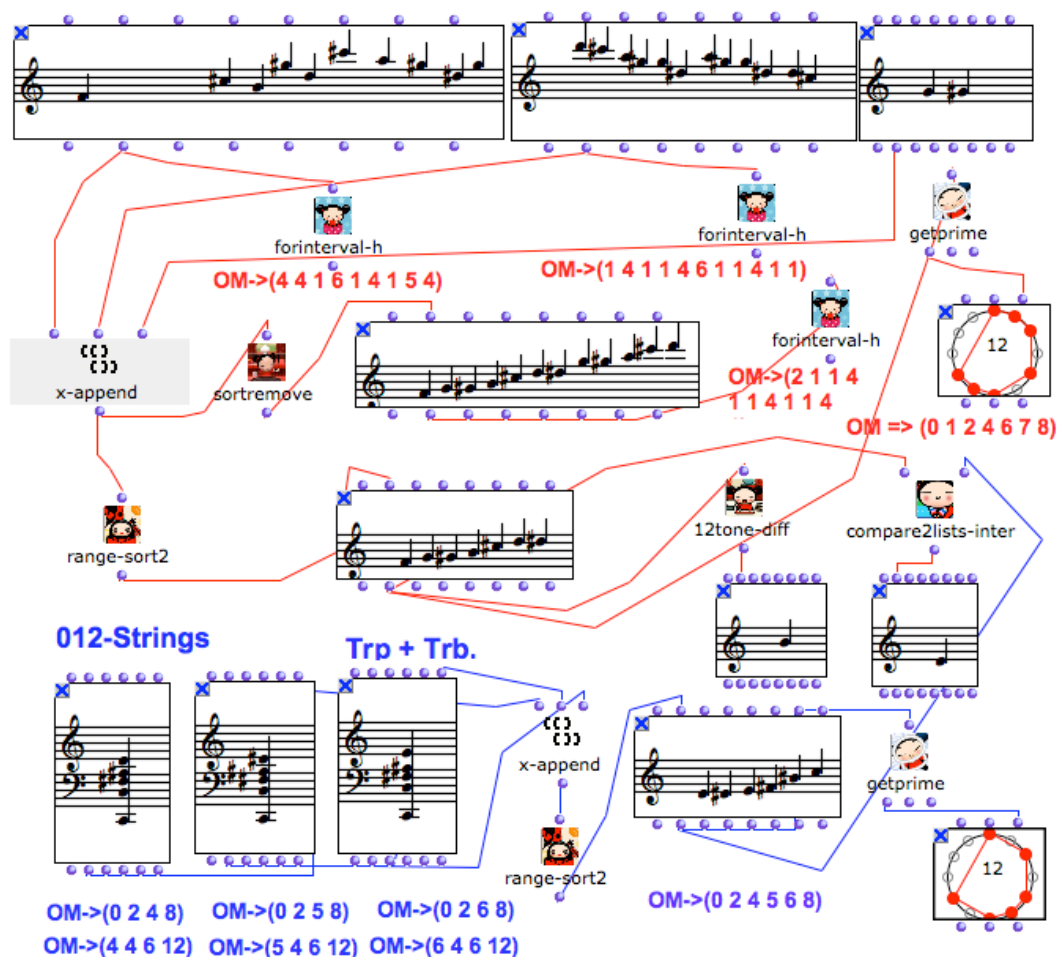 forinterval-h
forinterval-h
getprime
OM->(4 4 1 6 1 4 1 5 4)
OM->(1 4 1 1 4 6 1 1 4 1 1)
forinterval-h
12
x-append
sortremove
OM->(2 1 1 4
1 1 4 1 1 4
OM => (0 1 2 4 6 7 8)
range-sort2
12tone-diff
compare2lists-inter
012-Strings
Trp + Trb.
x-append
getprime
range-sort2
12
OM->(0 2 4 8)
OM->(0 2 5 8)
OM->(0 2 6 8)
OM->(0 2 4 5 6 8)
OM->(4 4 6 12)
OM->(5 4 6 12)
OM->(6 4 6 12)